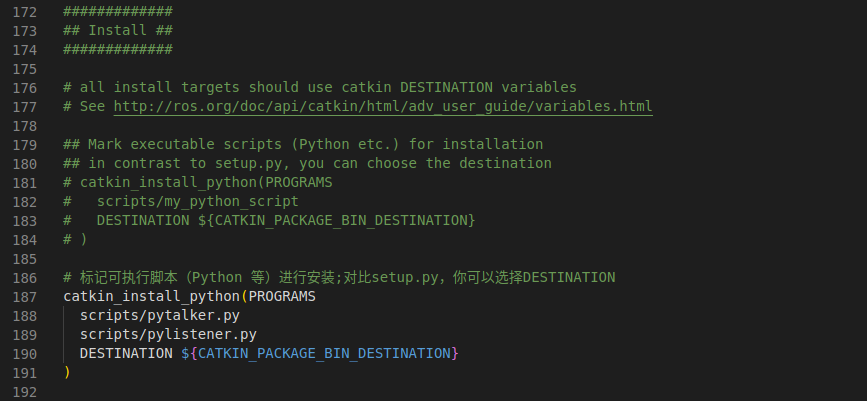 172 #############
173 ## Install ##
174 #############
175
176 # all install targets should use catkin DESTINATION variables
177 # See http://ros.org/doc/api/catkin/html/adv_user_guide/variables.html
178
179 ## Mark executable scripts (Python etc.) for installation
180 ## in contrast to setup.py, you can choose the destination
181 # catkin_install_python(PROGRAMS
182 #   scripts/my_python_script
183 #   DESTINATION ${CATKIN_PACKAGE_BIN_DESTINATION}
184 # )
185
186 # 标记可执行脚本（Python 等）进行安装;对比setup.py，你可以选择DESTINATION
187 catkin_install_python(PROGRAMS
188   scripts/pytalker.py
189   scripts/pylistener.py
190   DESTINATION ${CATKIN_PACKAGE_BIN_DESTINATION}
191 )
192